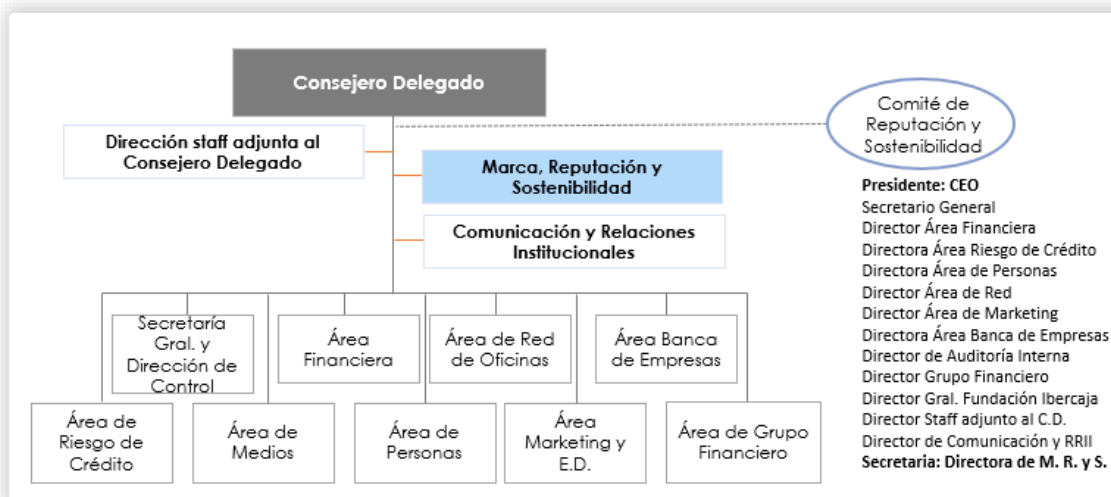 Consejero Delegado
Comité de
Reputación y
Sostenibilidad
Dirección staff adjunta al
Consejero Delegado
Marca, Reputación y
Sostenibilidad
Comunicación y Relaciones
Institucionales
Presidente: CEO
Secretario General
Director Área Financiera
Directora Área Riesgo de Crédito
Directora Área de Personas
Director Área de Red
Director Área de Marketing
Directora Área Banca de Empresas
Director de Auditoría Interna
Director Grupo Financiero
Director Gral. Fundación Ibercaja
Director Staff adjunto al C.D.
Director de Comunicación y RRII
Secretaria: Directora de M. R. y S.
Secretaría
Gral. y
Dirección de
Control
Área
Financiera
Área de Red
de Oficinas
Área Banca
de Empresas
Área de
Riesgo de
Crédito
Área de
Medios
Área de
Personas
Área
Marketing y
E.D.
Área de Grupo
Financiero